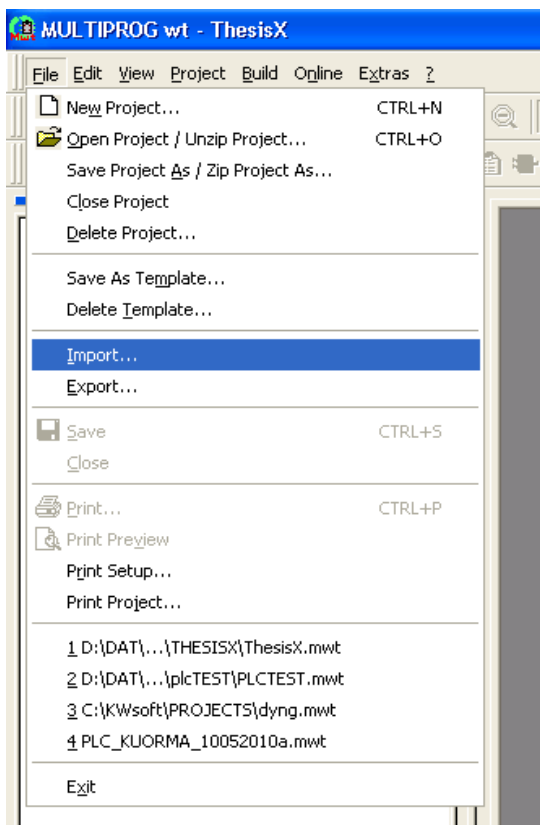 MULTIPROG wt - ThesisX
File Edit View Project Build Online Extras ?
New Project... CTRL+N
Open Project / Unzip Project... CTRL+O
Save Project As / Zip Project As...
Close Project
Delete Project...
Save As Template...
Delete Template...
Import...
Export...
Save CTRL+S
Close
Print... CTRL+P
Print Preview
Print Setup...
Print Project...
1 D:\DAT\...\THESISX\ThesisX.mwt
2 D:\DAT\...\plcTEST\PLCTEST.mwt
3 C:\KWsoft\PROJECTS\dyng.mwt
4 PLC_KUORMA_10052010a.mwt
Exit